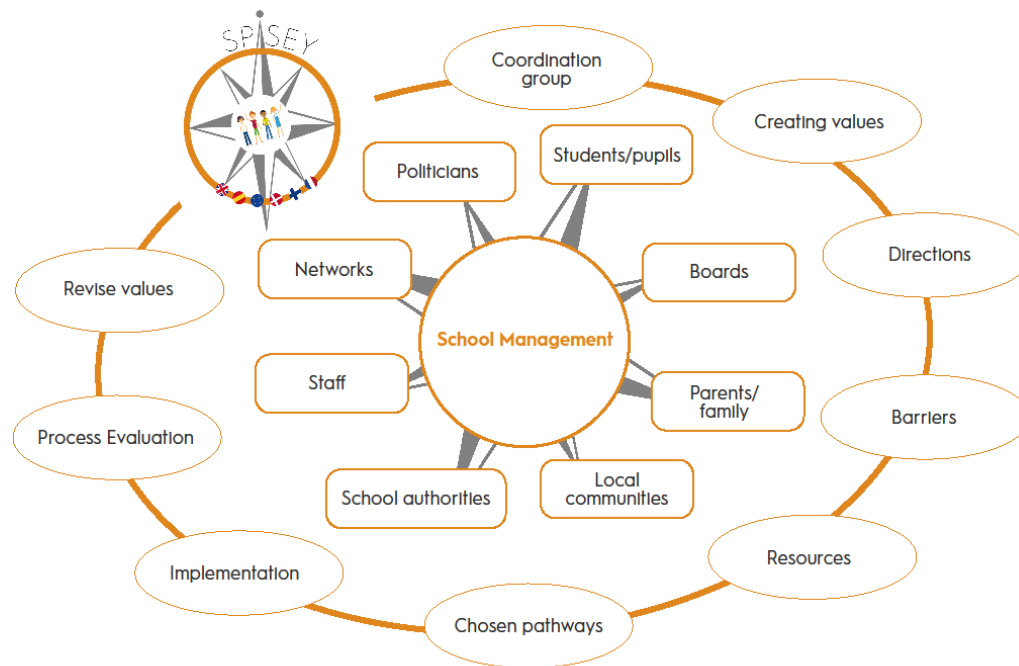 SPISEY
Coordination
group
Creating values
Students/pupils
Politicians
Directions
Networks
Boards
Revise values
School Management
Staff
Parents/
family
Barriers
Process Evaluation
School authorities
Local
communities
Resources
Implementation
Chosen pathways